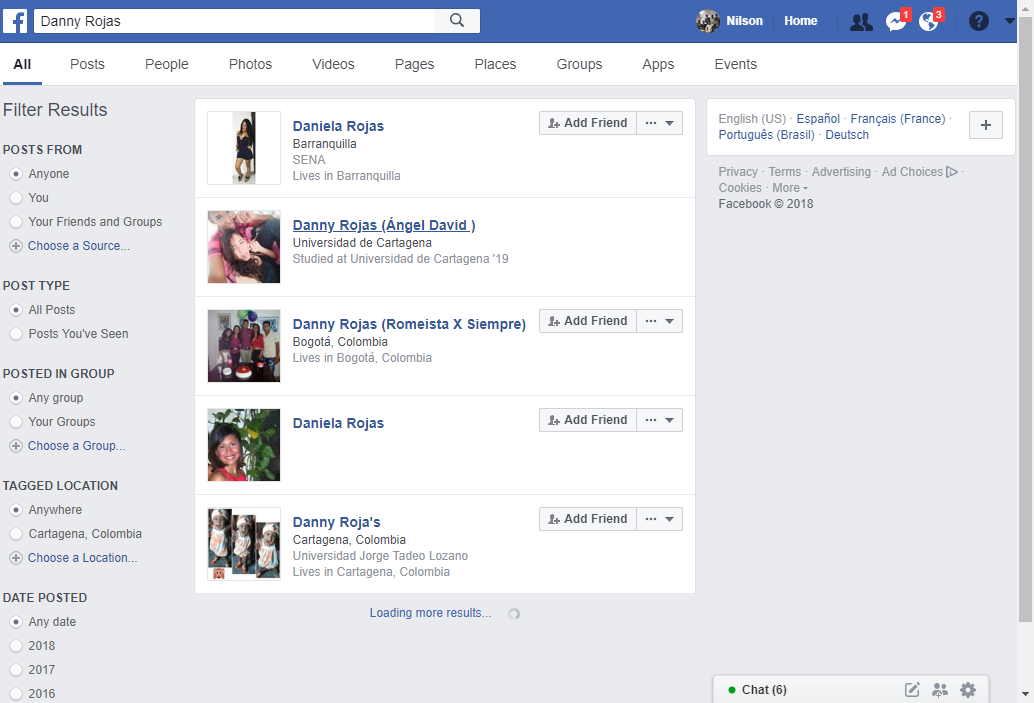 Danny Rojas
Nilson
Home
1
3
?
All
Posts
People
Photos
Videos
Pages
Places
Groups
Apps
Events
Filter Results
POSTS FROM
Anyone
You
Your Friends and Groups
Choose a Source...
POST TYPE
All Posts
Posts You've Seen
POSTED IN GROUP
Any group
Your Groups
Choose a Group...
TAGGED LOCATION
Anywhere
Cartagena, Colombia
Choose a Location...
DATE POSTED
Any date
2018
2017
2016
Daniela Rojas
Barranquilla
SENA
Lives in Barranquilla
Add Friend
Danny Rojas (Ángel David )
Universidad de Cartagena
Studied at Universidad de Cartagena '19
Danny Rojas (Romeista X Siempre)
Bogotá, Colombia
Lives in Bogotá, Colombia
Add Friend
Daniela Rojas
Add Friend
Danny Roja's
Cartagena, Colombia
Universidad Jorge Tadeo Lozano
Lives in Cartagena, Colombia
Add Friend
Loading more results...
English (US) · Español · Français (France) ·
Português (Brasil) · Deutsch
Privacy · Terms · Advertising · Ad Choices ·
Cookies · More
Facebook © 2018
Chat (6)